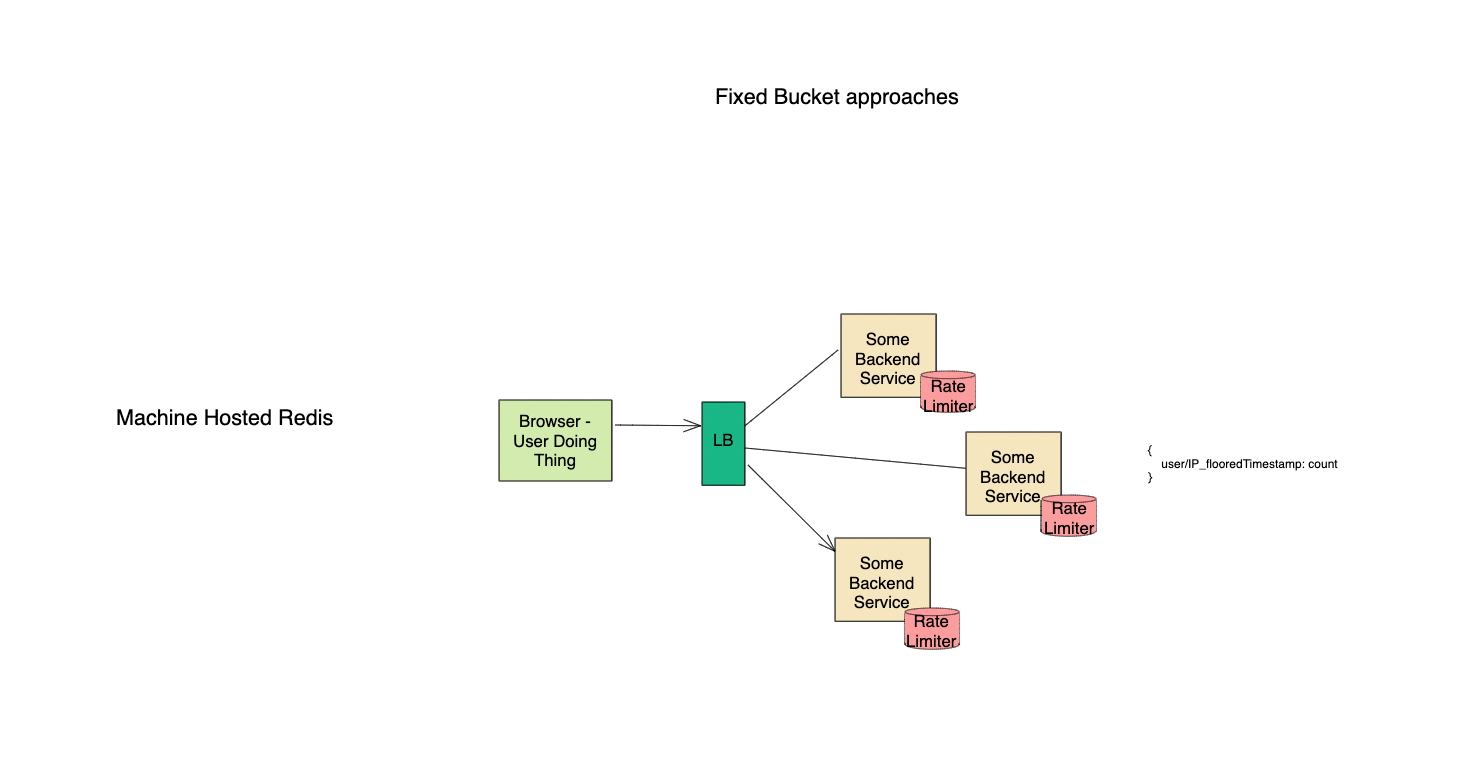 Fixed Bucket approaches
Machine Hosted Redis
Browser -
User Doing
Thing
LB
Some
Backend
Service
Rate
Limiter
Some
Backend
Service
Rate
Limiter
Some
Backend
Service
Rate
Limiter
{
user/IP_flooredTimestamp: count
}